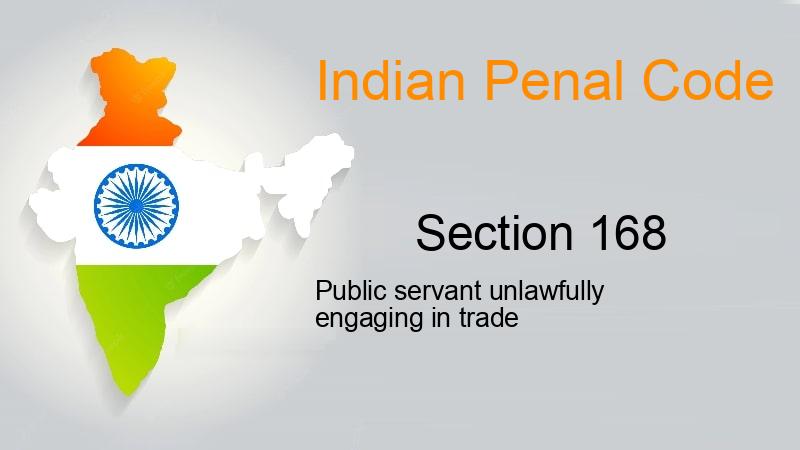 Indian Penal Code
Section 168
Public servant unlawfully
engaging in trade